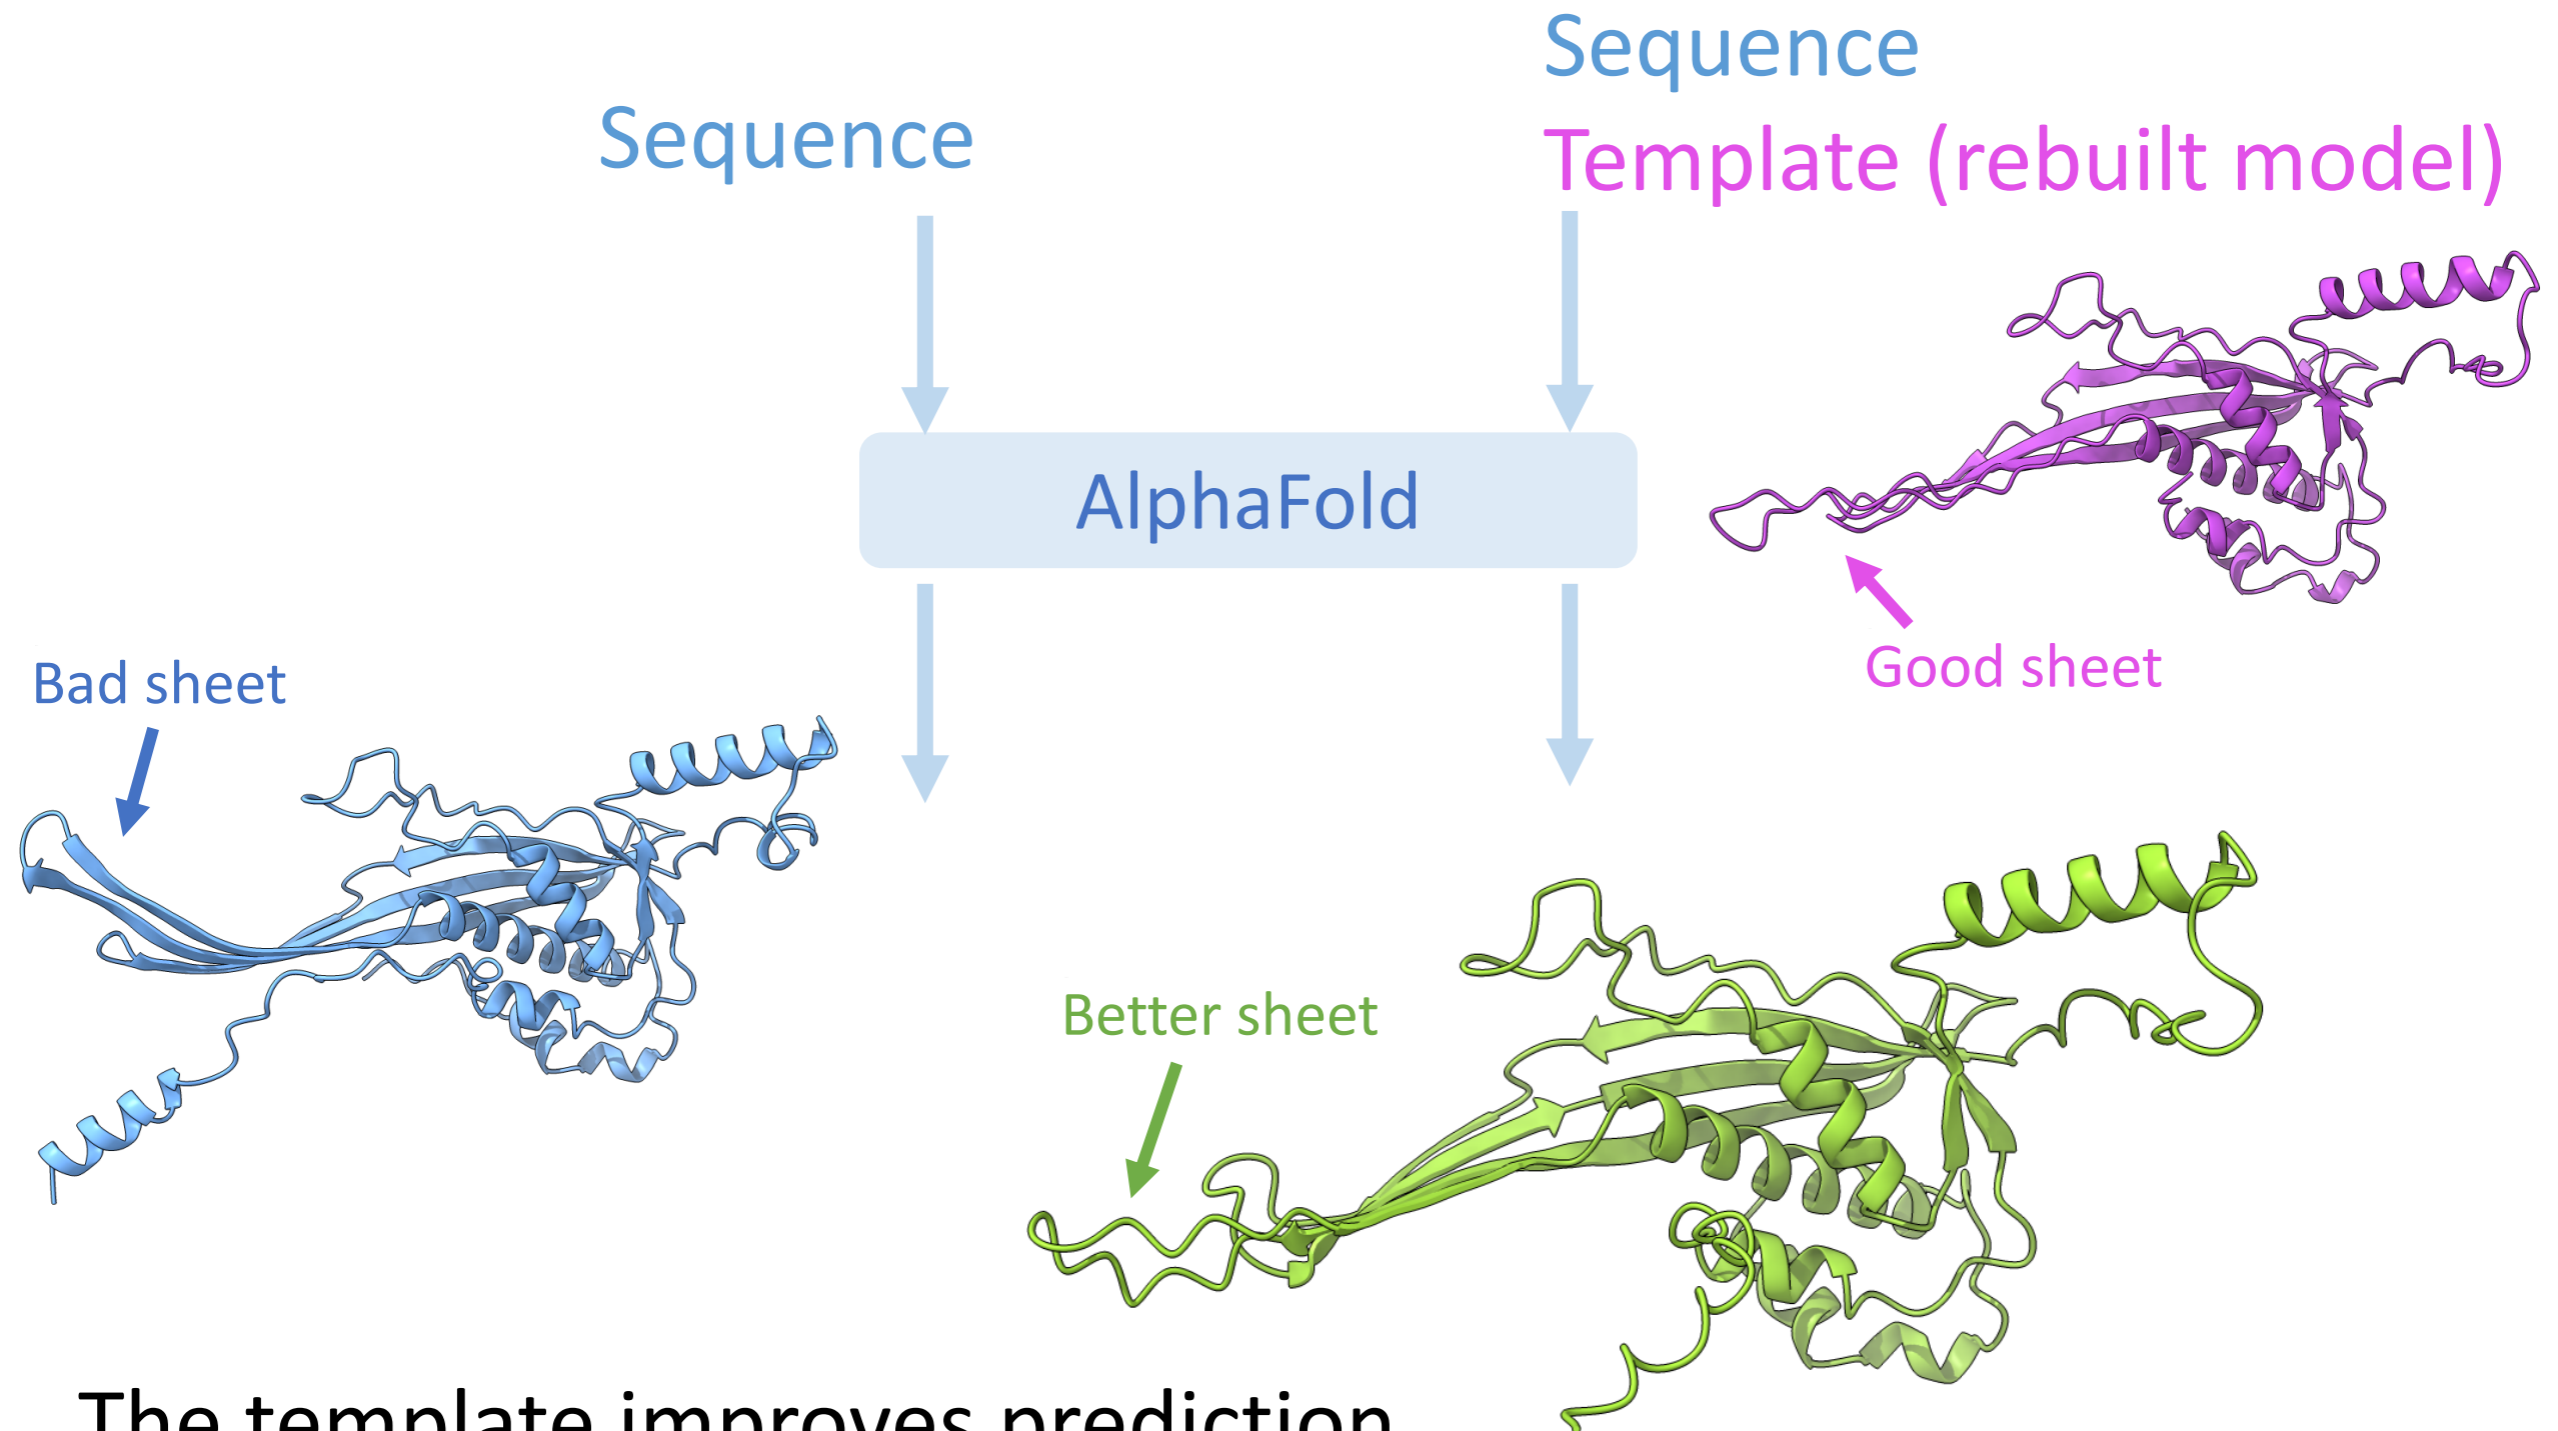 Sequence
Sequence
Template (rebuilt model)
AlphaFold
Good sheet
Bad sheet
Better sheet
The template improves prediction